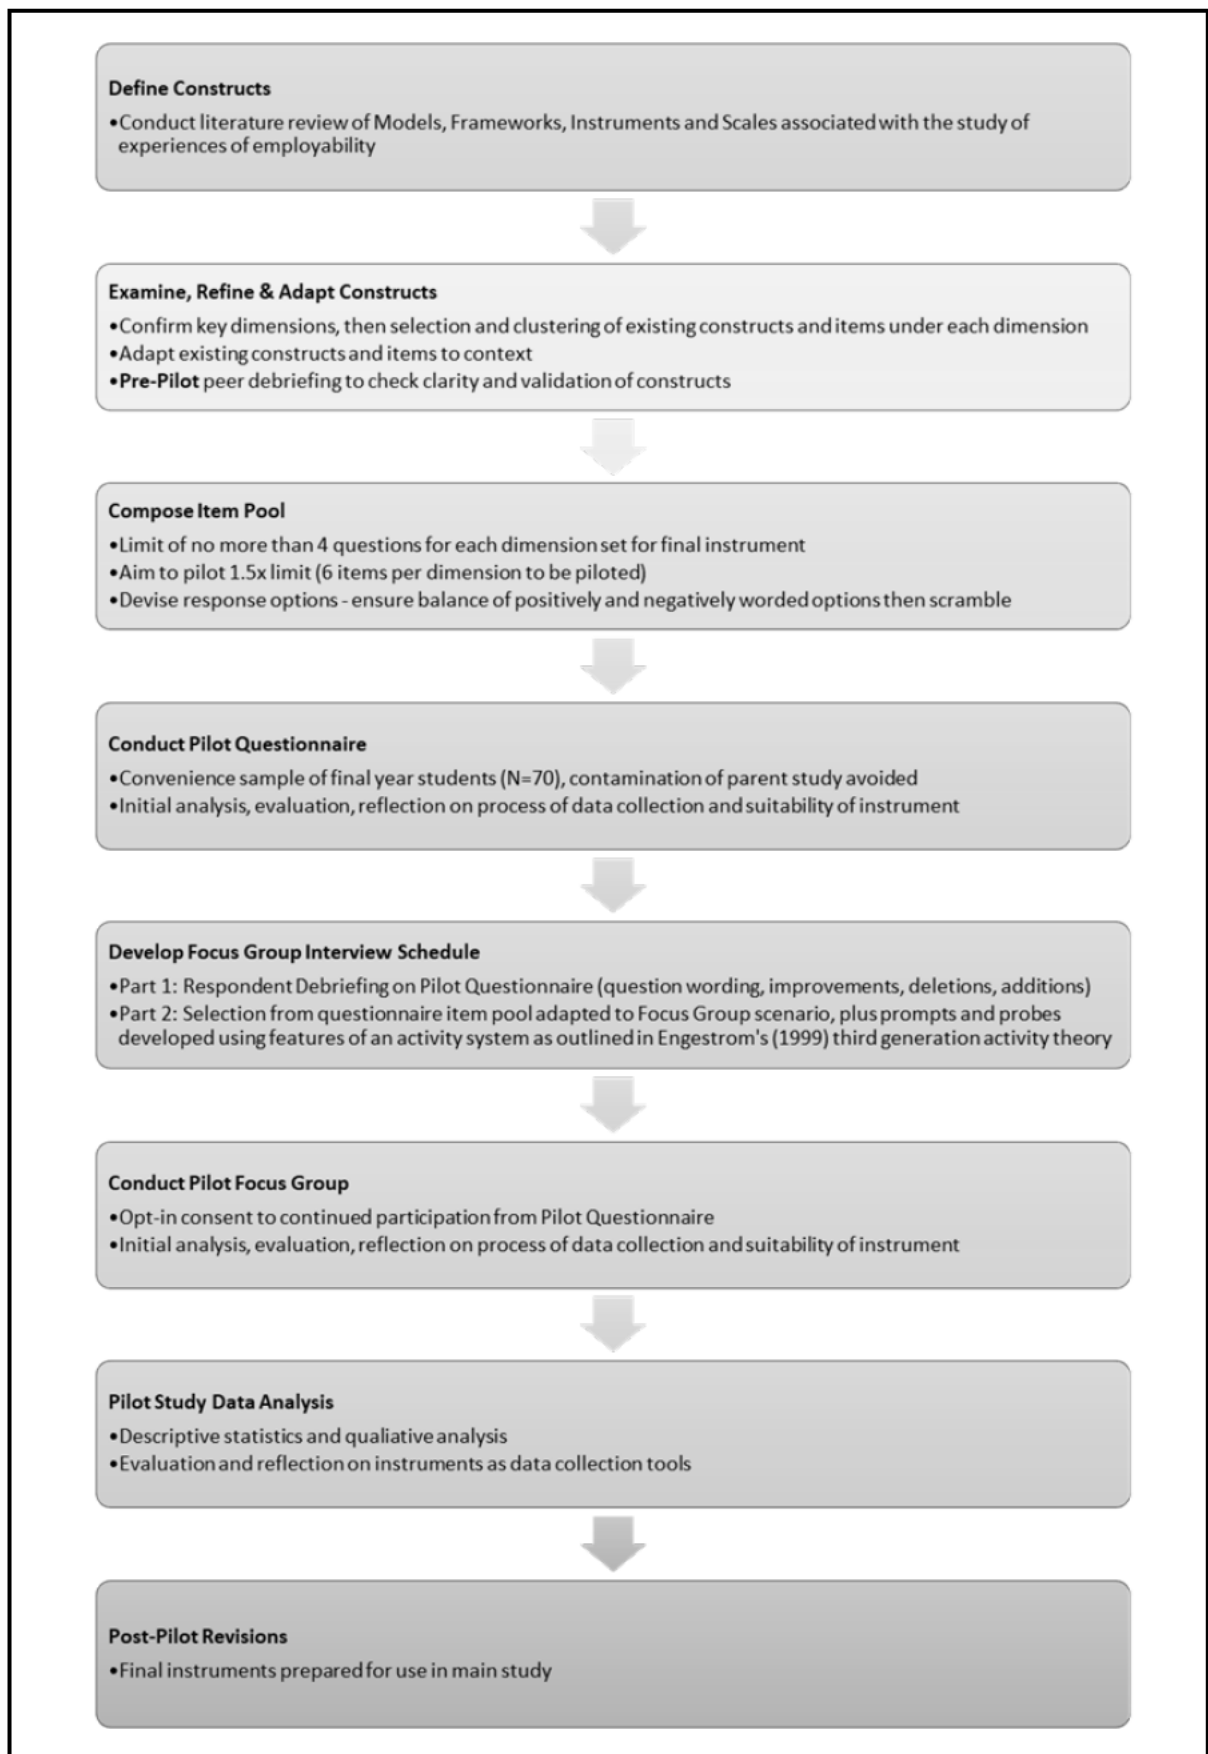 Define Constructs
•Conduct literature review of Models, Frameworks, Instruments and Scales associated with the study of
experiences of employability
Examine, Refine & Adapt Constructs
•Confirm key dimensions, then selection and clustering of existing constructs and items under each dimension
•Adapt existing constructs and items to context
•Pre-Pilot peer debriefing to check clarity and validation of constructs
Compose Item Pool
•Limit of no more than 4 questions for each dimension set for final instrument
•Aim to pilot 1.5x limit (6 items per dimension to be piloted)
•Devise response options - ensure balance of positively and negatively worded options then scramble
Conduct Pilot Questionnaire
•Convenience sample of final year students (N=70), contamination of parent study avoided
•Initial analysis, evaluation, reflection on process of data collection and suitability of instrument
Develop Focus Group Interview Schedule
•Part 1: Respondent Debriefing on Pilot Questionnaire (question wording, improvements, deletions, additions)
•Part 2: Selection from questionnaire item pool adapted to Focus Group scenario, plus prompts and probes
developed using features of an activity system as outlined in Engestrom's (1999) third generation activity theory
Conduct Pilot Focus Group
•Opt-in consent to continued participation from Pilot Questionnaire
•Initial analysis, evaluation, reflection on process of data collection and suitability of instrument
Pilot Study Data Analysis
•Descriptive statistics and qualiative analysis
•Evaluation and reflection on instruments as data collection tools
Post-Pilot Revisions
•Final instruments prepared for use in main study